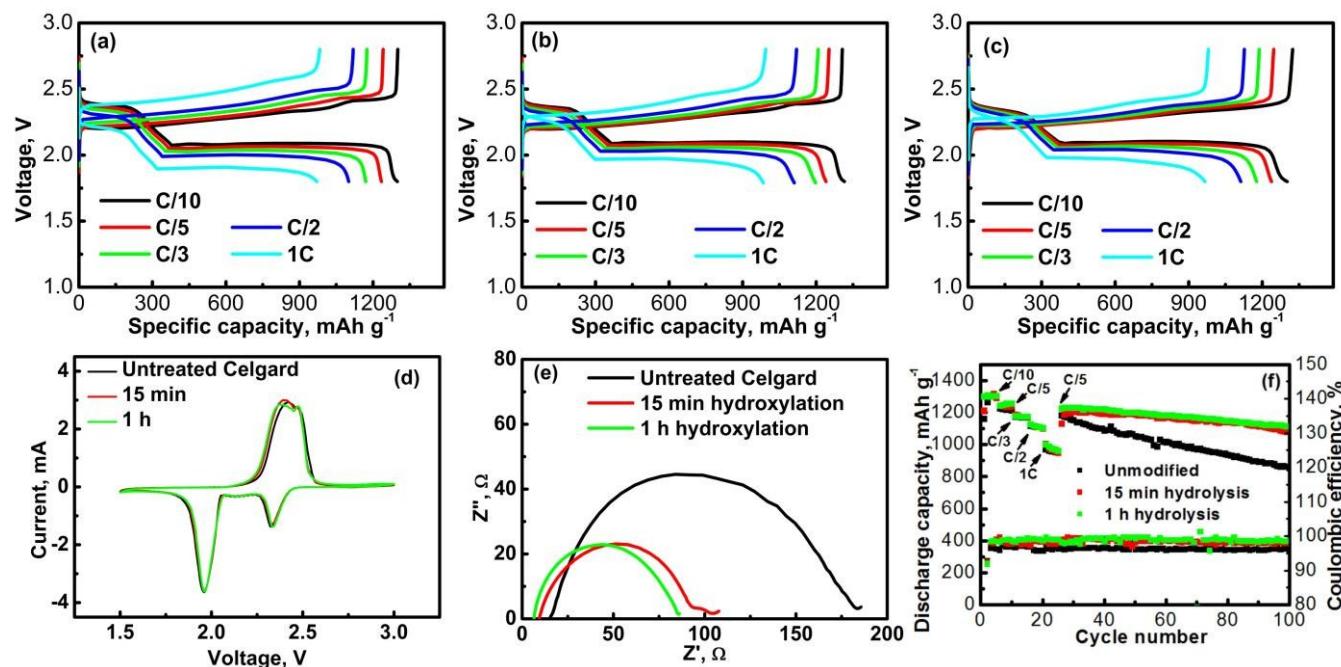 (a)
3.0
2.5
2.0
1.5
1.0
Voltage, V
C/10
C/5
C/2
C/3
1C
0 300 600 900 1200
Specific capacity, mAh g⁻¹
(b)
3.0
2.5
2.0
1.5
1.0
Voltage, V
C/10
C/5
C/2
C/3
1C
0 300 600 900 1200
Specific capacity, mAh g⁻¹
(c)
3.0
2.5
2.0
1.5
1.0
Voltage, V
C/10
C/5
C/2
C/3
1C
0 300 600 900 1200
Specific capacity, mAh g⁻¹
(d)
Untreated Celgard
15 min
1 h
4
2
0
-2
-4
Current, mA
1.5 2.0 2.5 3.0
Voltage, V
(e)
Untreated Celgard
15 min hydroxylation
1 h hydroxylation
80
60
40
20
0
Z'', Ω
0 50 100 150 200
Z', Ω
(f)
C/10
C/5
C/5
C/3
C/2
1C
Unmodified
15 min hydrolysis
1 h hydrolysis
1400
1200
1000
800
600
400
200
0
Discharge capacity, mAh g⁻¹
150
140
130
120
110
100
90
80
Coulombic efficiency, %
0 20 40 60 80 100
Cycle number